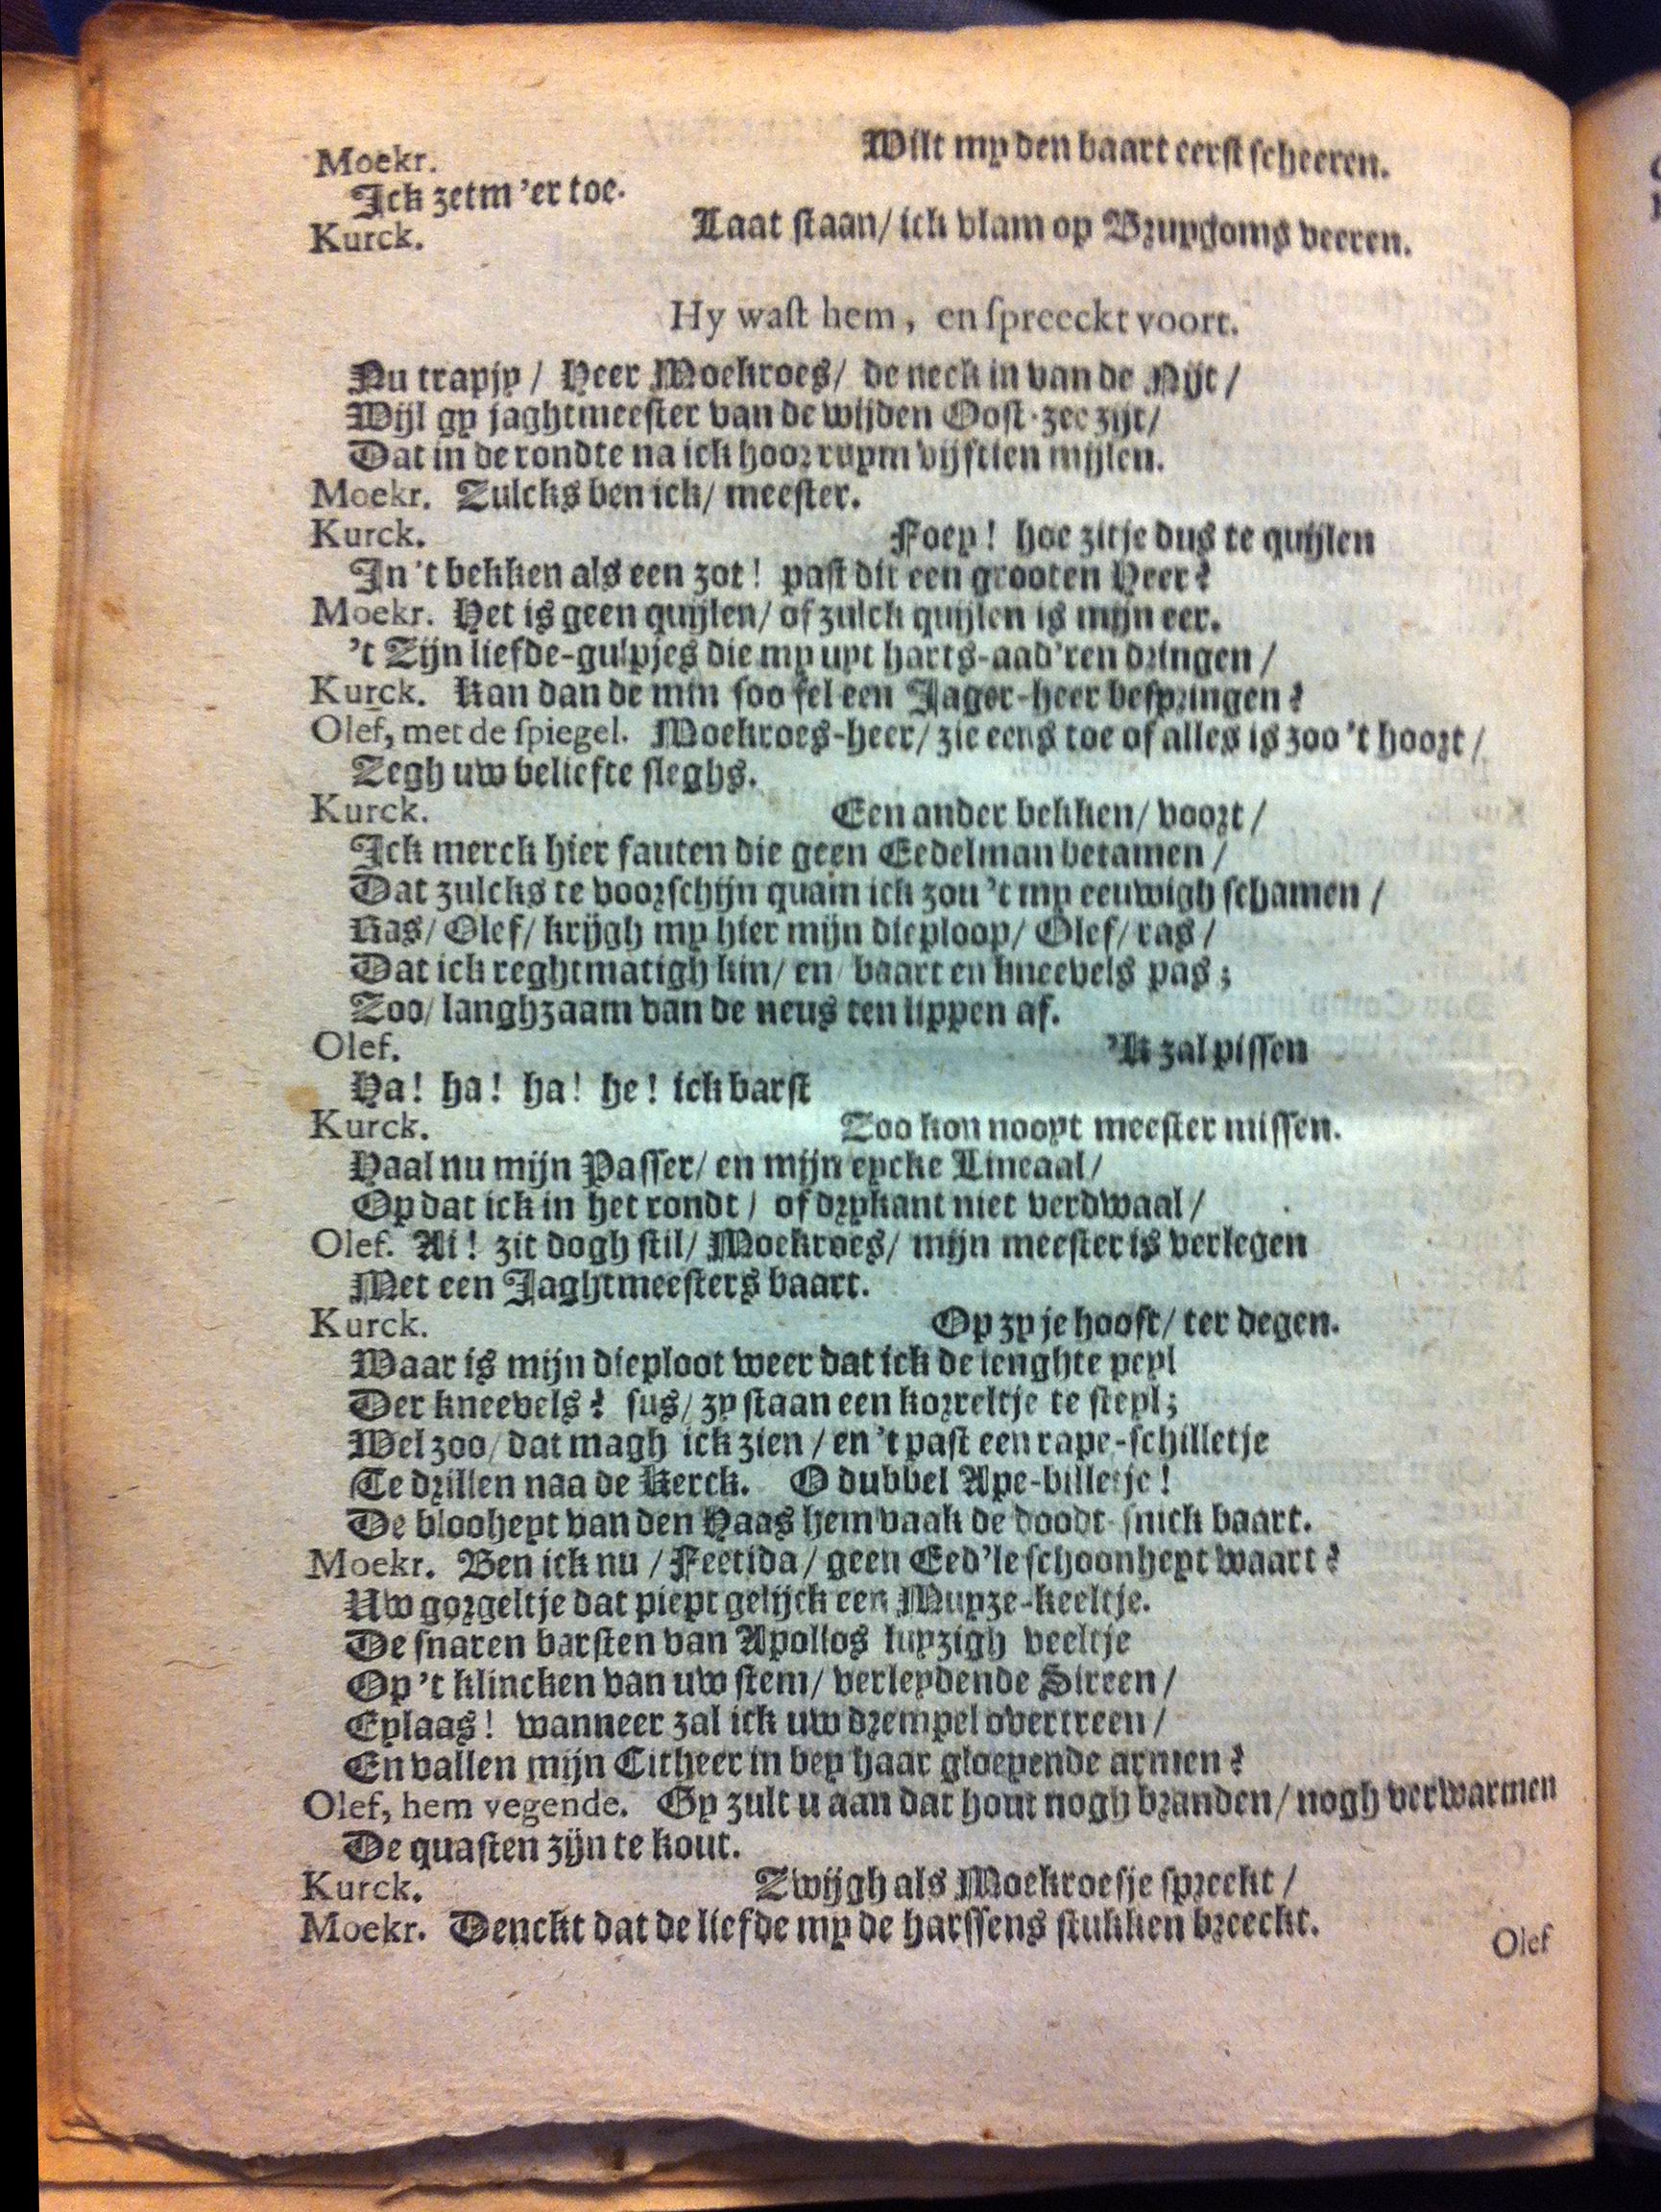 Wilt my den baart eerst scheeren.
Moekr.
Ick zetm 'er toe.
Kurck. Laat staan/ ick vlam op Bruygoms veeren.
Hy wast hem, en spreeckt voort.
Nu trapjy / Heer Moekroes/ de neck in van de Nijt /
Wijl gy jaghtmeester van de wijden Oost-zee zijt/
Dat in de rondte na ick hoor ruym vijftien mijlen.
Moekr. Zulcks ben ick/ meester.
Kurck. Foey! hoe zitje dus te quijlen
In 't bekken als een zot! past dit een grooten Heer?
Moekr. Het is geen quijlen/ of zulck quijlen is mijn eer.
't Zijn liefde-gulpjes die my uyt harts-aad'ren dringen /
Kurck. Kan dan de min soo fel een Jager-heer bespringen?
Olef, met de spiegel. Moekroes-heer/ zie eens toe of alles is zoo 't hoort /
Zegh uw beliefte sleghs.
Kurck. Een ander bekken/ voort /
Ick merck hier fauten die geen Eedelman betamen /
Dat zulcks te voorschijn quam ick zou 't my eeuwigh schamen /
Ras/ Olef/ krijgh my hier mijn dieploop/ Olef/ ras /
Dat ick reghtmatigh kin/ en baart en kneevels pas;
Zoo/ langhzaam van de neus ten lippen af.
Olef. 'k zal pissen
Ha! ha! ha! he! ick barst
Kurck. Zoo kon nooyt meester missen.
Haal nu mijn Passer/ en mijn eycke Lineaal/
Op dat ick in het rondt / of drykant niet verdwaal /
Olef. Ai! zit dogh stil/ Moekroes/ mijn meester is verlegen
Met een Jaghtmeesters baart.
Kurck. Op zy je hooft/ ter degen.
Waar is mijn dieploot weer dat ick de lenghte peyl
Der kneevels? sus/ zy staan een korreltje te steyl;
Wel zoo/ dat magh ick zien / en 't past een rape-schilletje
Te drillen naa de Kerck. O dubbel Ape-billetje!
De blooheyt van den Haas hem vaak de doodt-snick baart.
Moekr. Ben ick nu / Feetida / geen Eed'le schoonheyt waart?
Uw gorgeltje dat piept gelijck een Muyze-keeltje.
De snaren barsten van Apollos luyzigh veeltje
Op 't klincken van uw stem/ verleydende Sireen /
Eylaas! wanneer zal ick uw drempel overtreen /
En vallen mijn Citheer in bey haar gloeyende armen?
Olef, hem vegende. Gy zult u aan dat hout nogh branden/ nogh verwarmen
De quasten zijn te kout.
Kurck. Zwijgh als Moekroesje spreekt /
Moekr. Denckt dat de liefde my de harssens stukken breeckt.
Olef